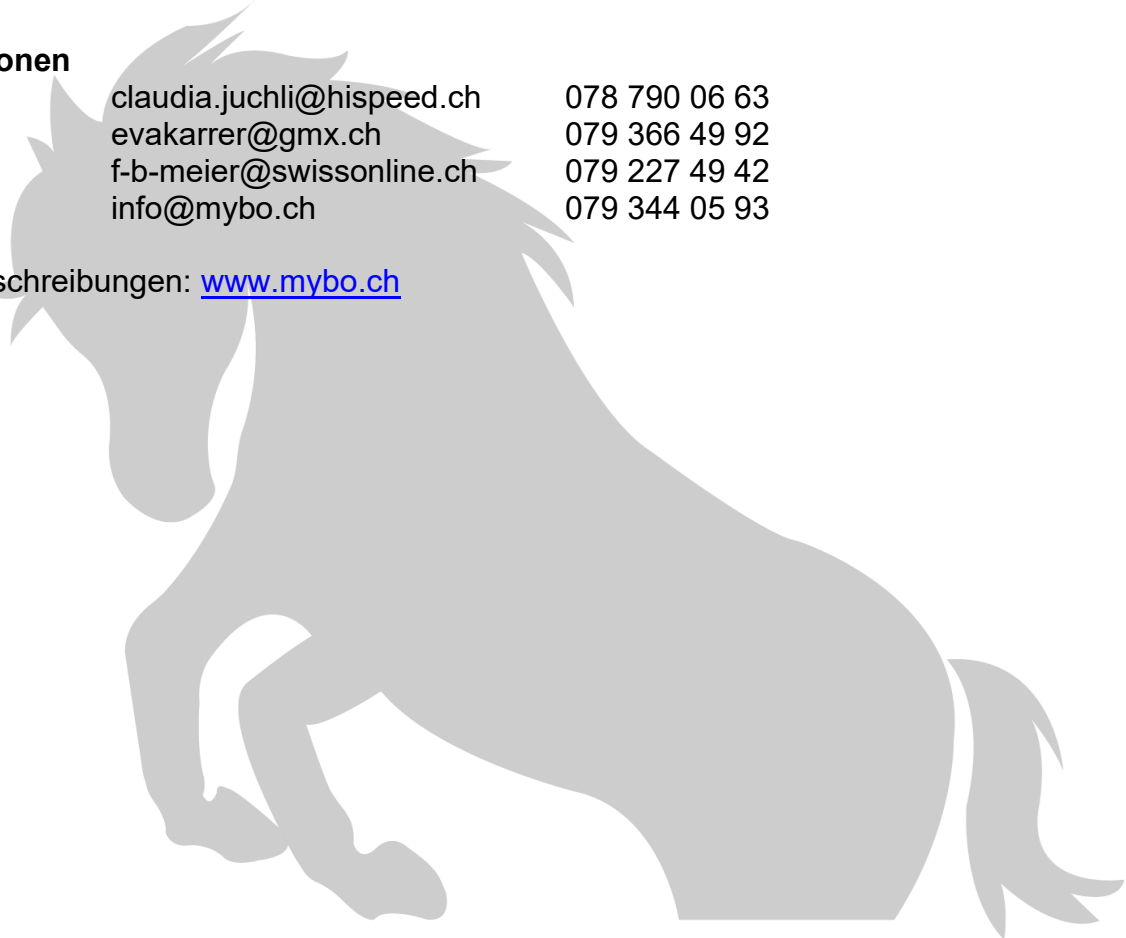 onen
claudia.juchli@hispeed.ch 078 790 06 63
evakarrer@gmx.ch 079 366 49 92
f-b-meier@swissonline.ch 079 227 49 42
info@mybo.ch 079 344 05 93
schreibungen: www.mybo.ch